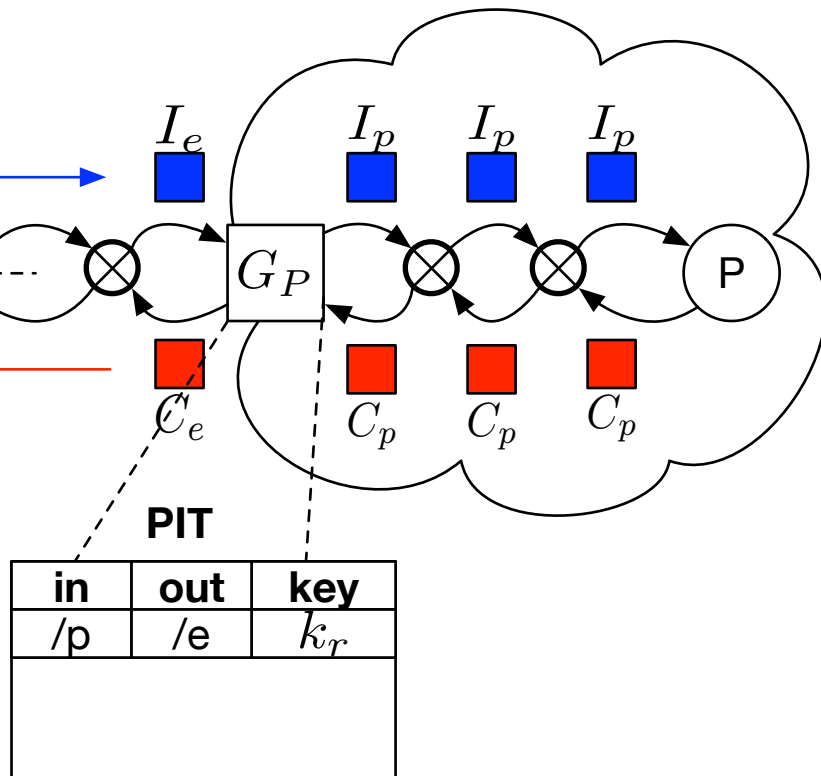 I_e I_p I_p I_p
G_P P
C_e C_p C_p C_p
PIT
in out key
/p /e k_r